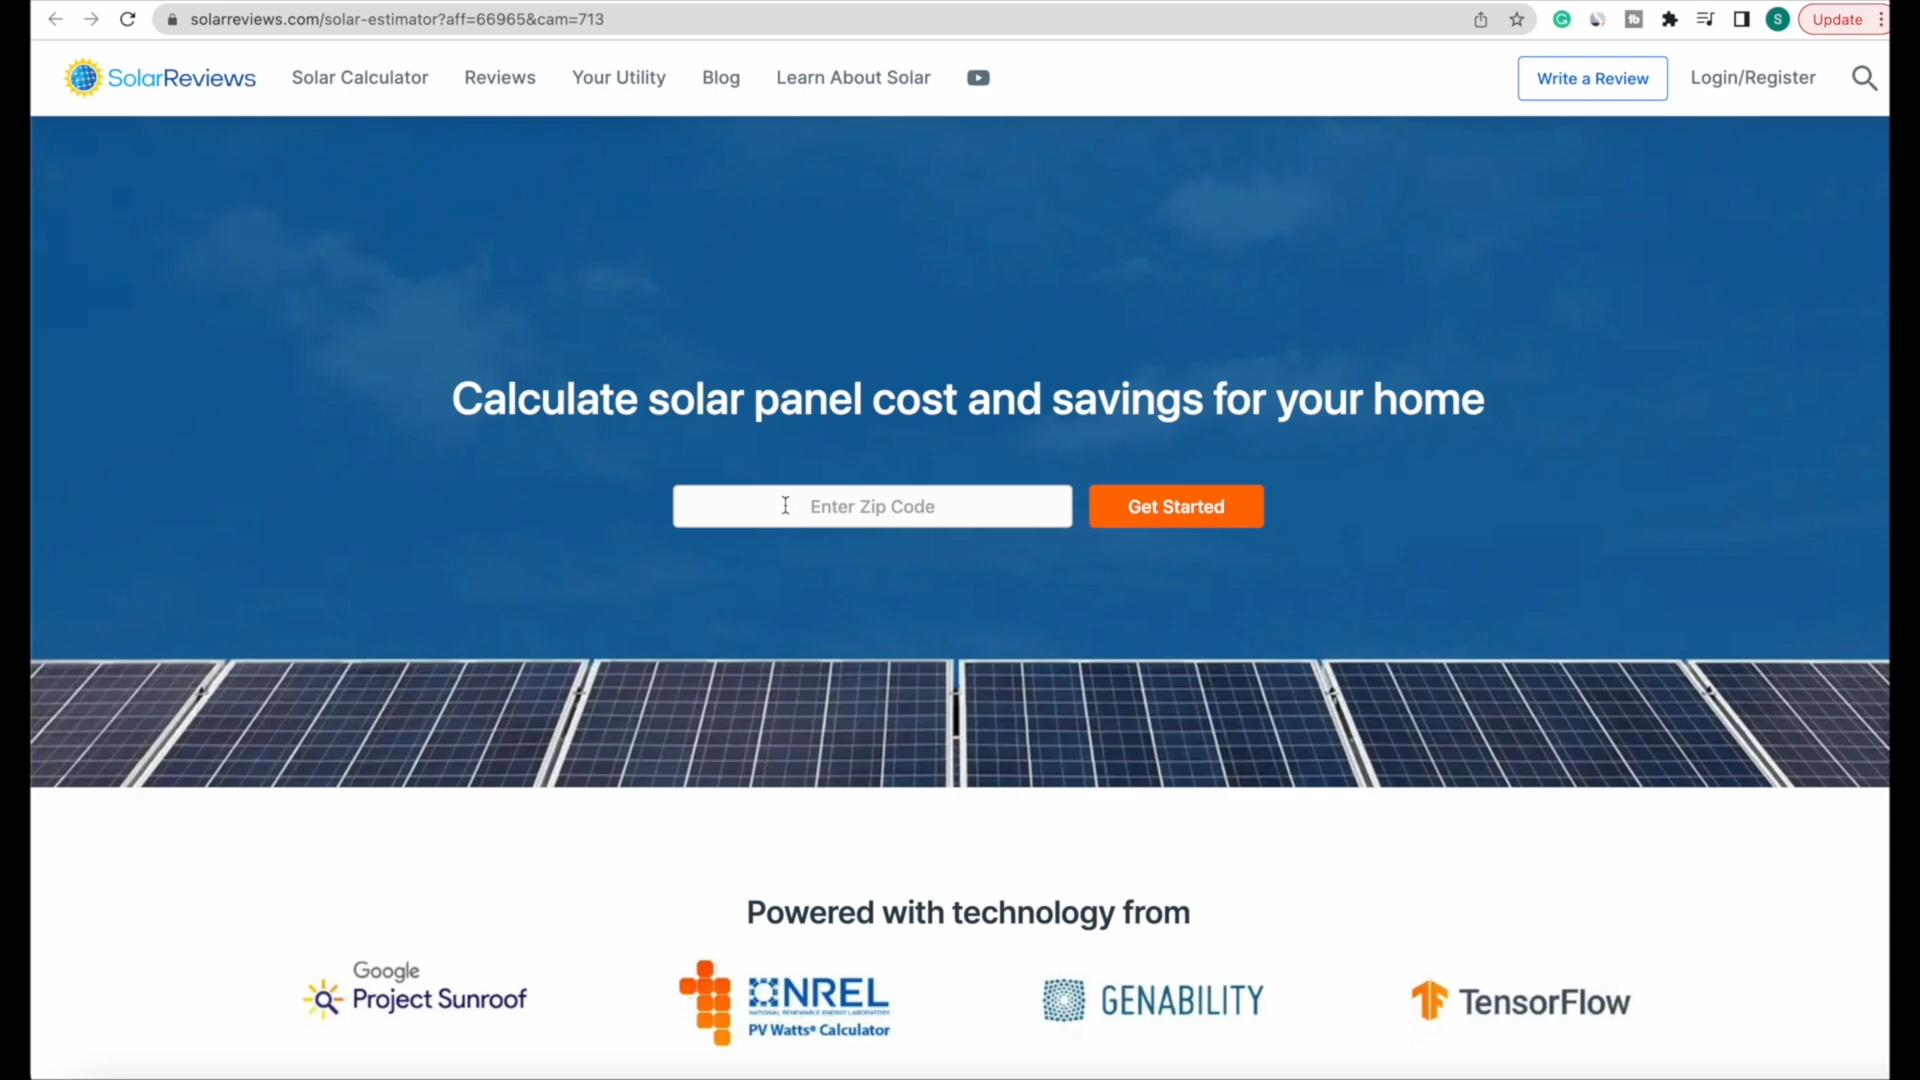 solarreviews.com/solar-estimator?aff=66965&cam=713
tb
S
Update
SolarReviews
Solar Calculator
Reviews
Your Utility
Blog
Learn About Solar
Write a Review
Login/Register
Calculate solar panel cost and savings for your home
Enter Zip Code
Get Started
Powered with technology from
Google
Project Sunroof
NREL
NATIONAL RENEWABLE ENERGY LABORATORY
PV Watts® Calculator
GENABILITY
TensorFlow